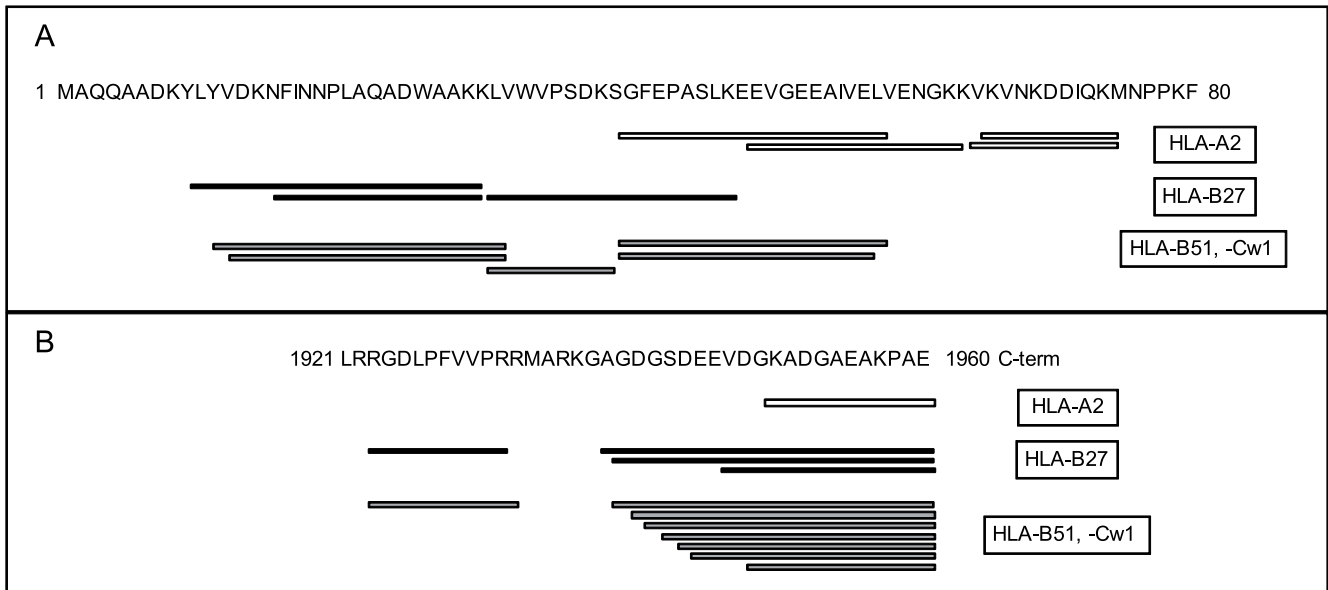 A
1 MAQQAADKYLYVDKNFINNPLAQADWAAKKLVWVPSDKSGFEPASLKEEVGEEAIVELVENGKKVKVNKDDIQKMNPPKF 80
HLA-A2
HLA-B27
HLA-B51, -Cw1
B
1921 LRRGDLPFVVPRRMARKGAGDGSDEEVDGKADGAEAKPAE 1960 C-term
HLA-A2
HLA-B27
HLA-B51, -Cw1